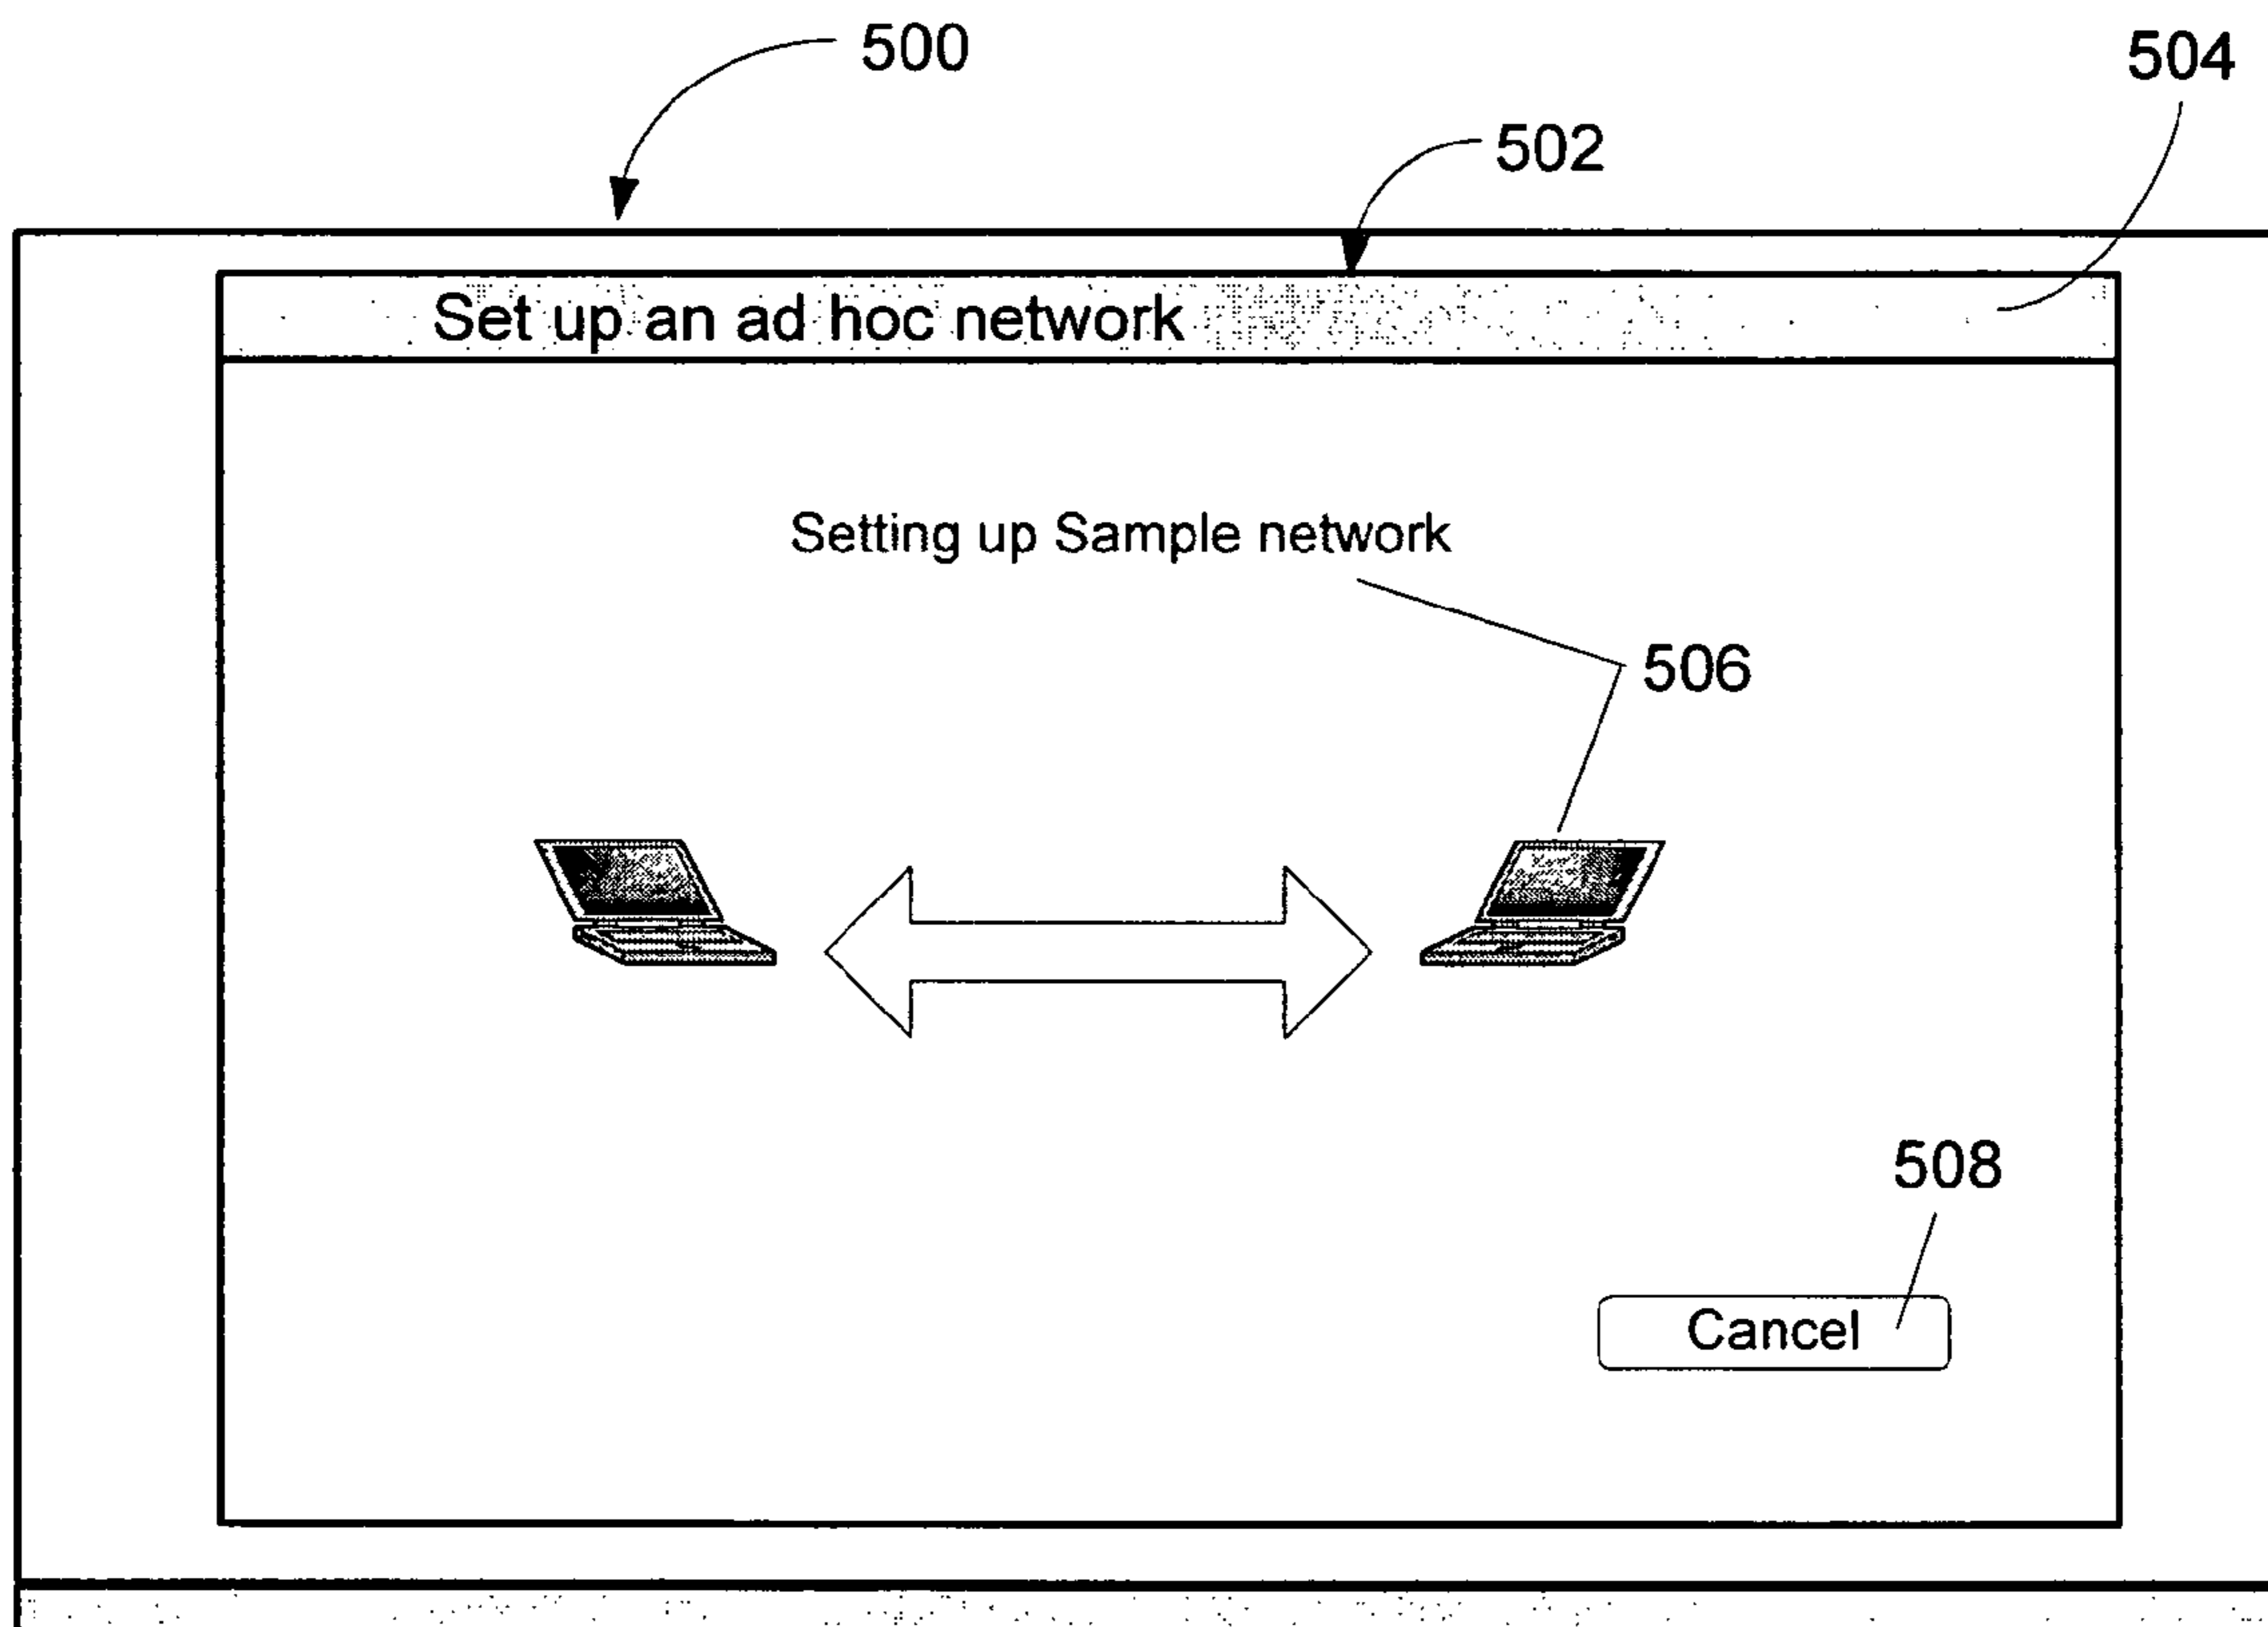 500
504
502
Set up an ad hoc network
Setting up Sample network
506
508
Cancel